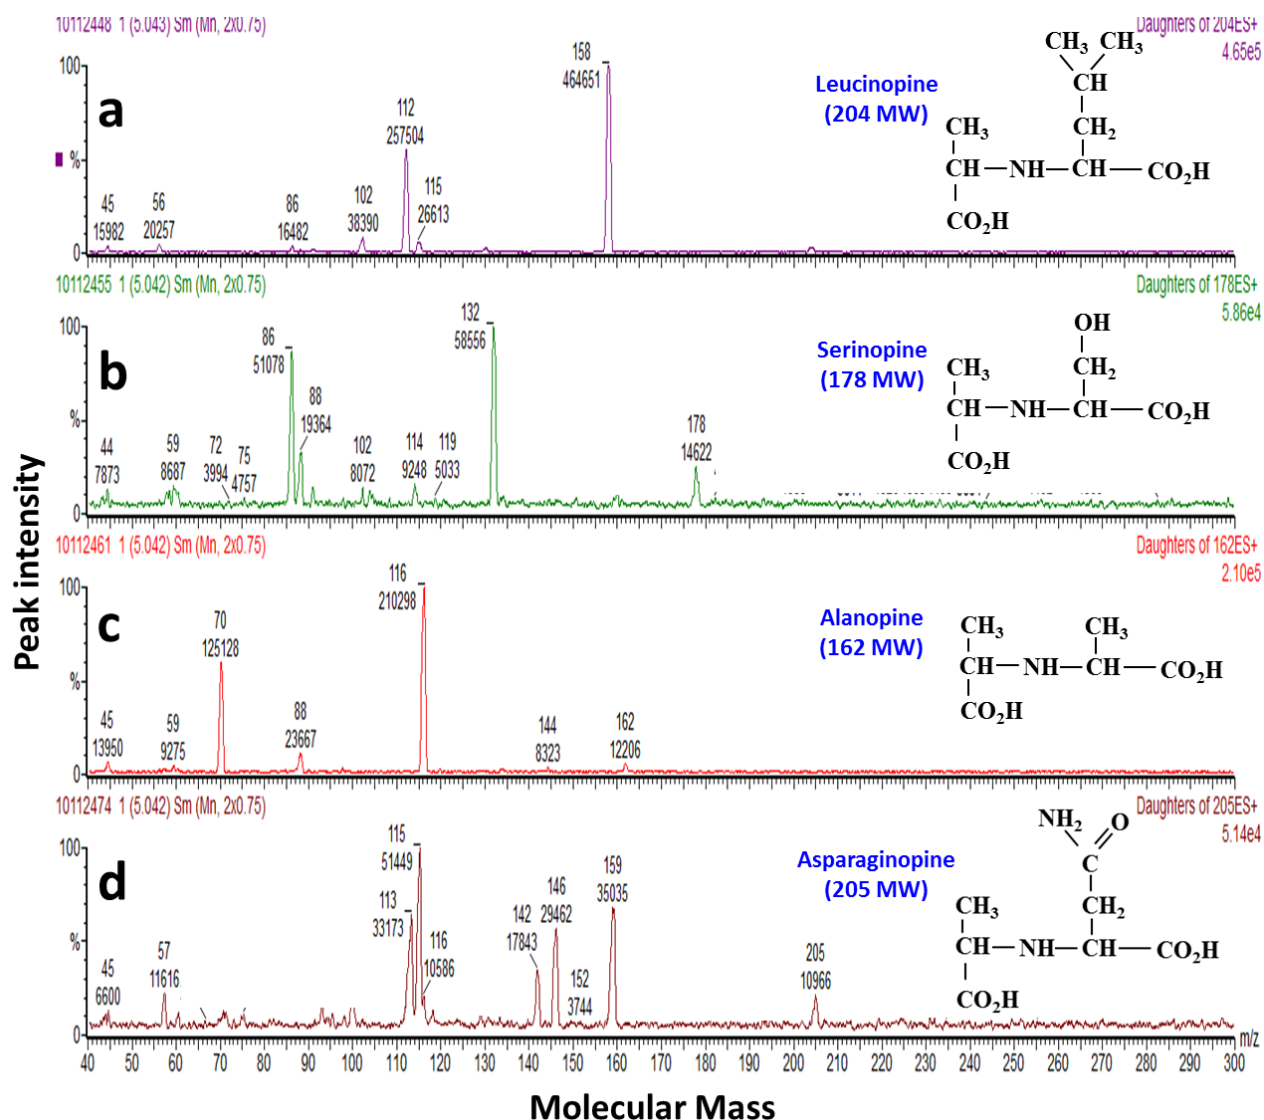 10112448 1 (5.043) Sm (Mn, 2x0.75)
Daughters of 204ES+
4.65e5
100
%
0
a
45
15982
56
20257
86
16482
102
38390
112
257504
115
26613
158
464651
Leucinopine
(204 MW)
CH3 CH3
CH
CH3 CH2
CH NH CH CO2H
CO2H
10112455 1 (5.042) Sm (Mn, 2x0.75)
Daughters of 178ES+
5.86e4
100
%
0
b
44
7873
59
8687
72
3994
75
4757
86
51078
88
19364
102
8072
114
9248
119
5033
132
58556
178
14622
Serinopine
(178 MW)
OH
CH3 CH2
CH NH CH CO2H
CO2H
10112461 1 (5.042) Sm (Mn, 2x0.75)
Daughters of 162ES+
2.10e5
100
%
0
c
45
13950
59
9275
70
125128
88
23667
116
210298
144
8323
162
12206
Alanopine
(162 MW)
CH3 CH3
CH NH CH CO2H
CO2H
10112474 1 (5.042) Sm (Mn, 2x0.75)
Daughters of 205ES+
5.14e4
100
%
0
d
45
6600
57
11616
113
33173
115
51449
116
10586
142
17843
146
29462
152
3744
159
35035
205
10966
Asparaginopine
(205 MW)
NH2 O
C
CH3 CH2
CH NH CH CO2H
CO2H
m/z
40 50 60 70 80 90 100 110 120 130 140 150 160 170 180 190 200 210 220 230 240 250 260 270 280 290 300
Molecular Mass
Peak intensity